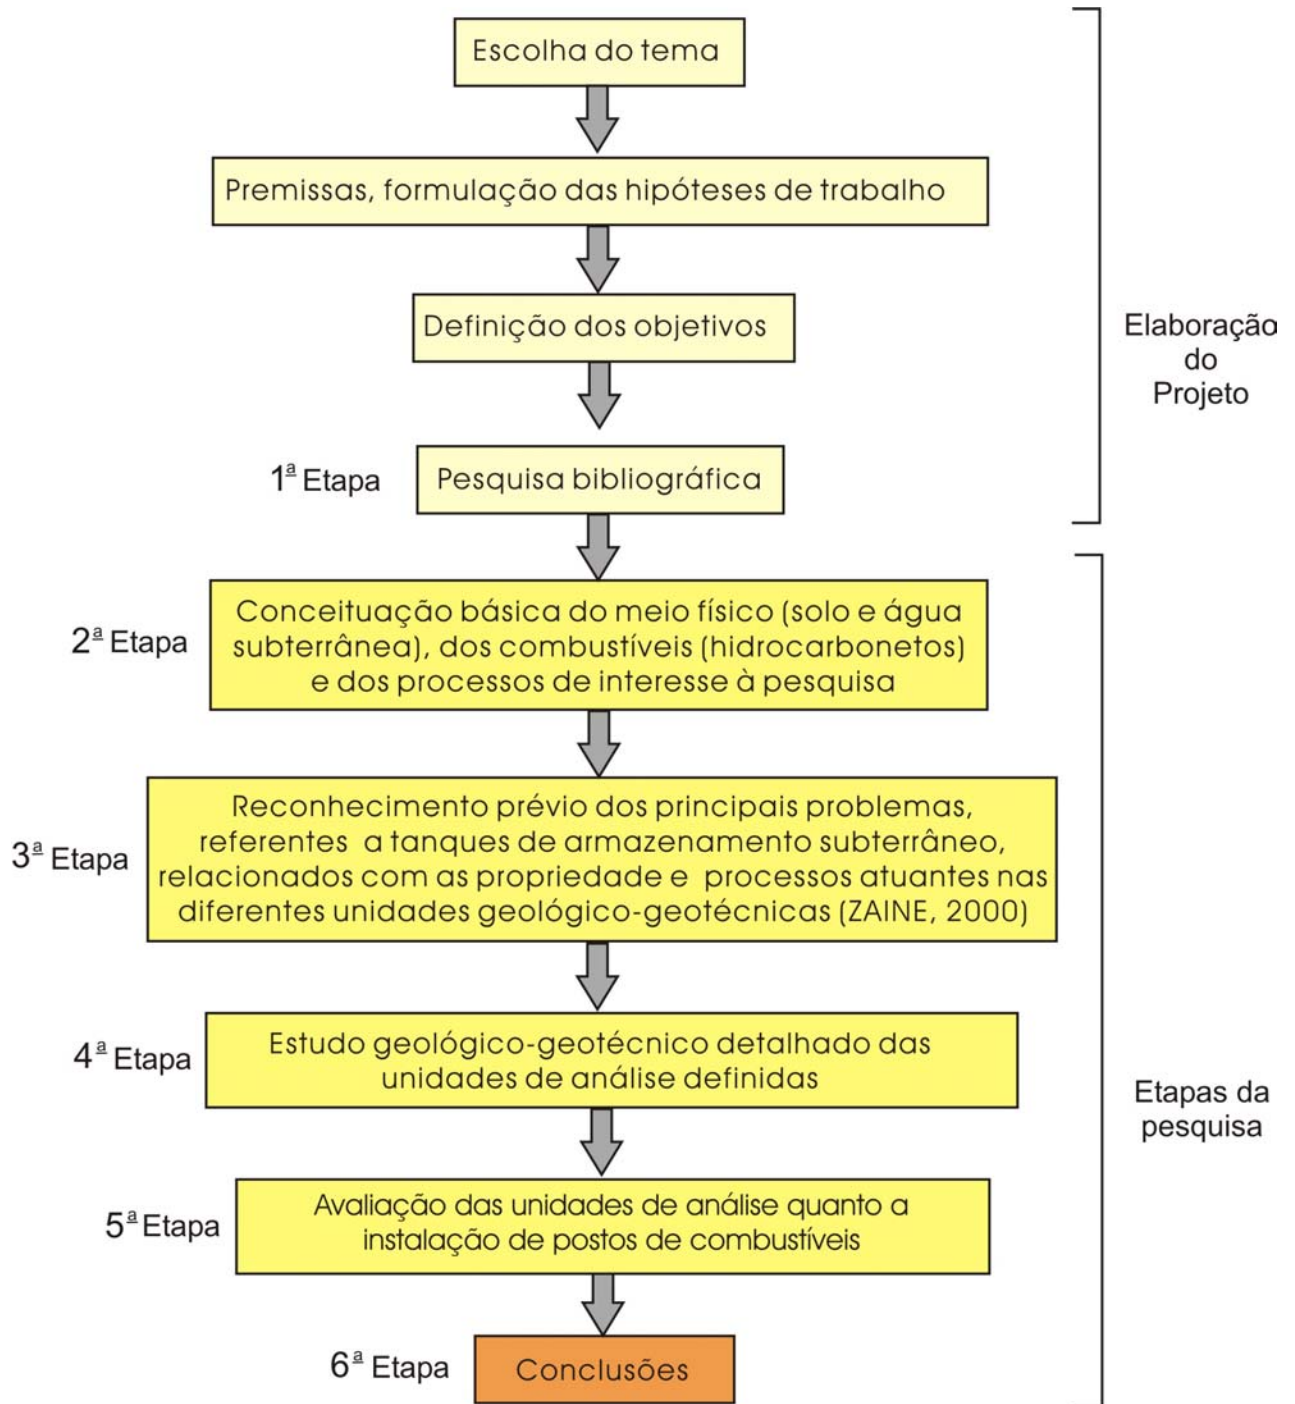 Escolha do tema
Premissas, formulação das hipóteses de trabalho
Definição dos objetivos
Elaboração
do
Projeto
1ª Etapa
Pesquisa bibliográfica
2ª Etapa
Conceituação básica do meio físico (solo e água
subterrânea), dos combustíveis (hidrocarbonetos)
e dos processos de interesse à pesquisa
3ª Etapa
Reconhecimento prévio dos principais problemas,
referentes a tanques de armazenamento subterrâneo,
relacionados com as propriedade e processos atuantes nas
diferentes unidades geológico-geotécnicas (ZAINE, 2000)
4ª Etapa
Estudo geológico-geotécnico detalhado das
unidades de análise definidas
Etapas da
pesquisa
5ª Etapa
Avaliação das unidades de análise quanto a
instalação de postos de combustíveis
6ª Etapa
Conclusões